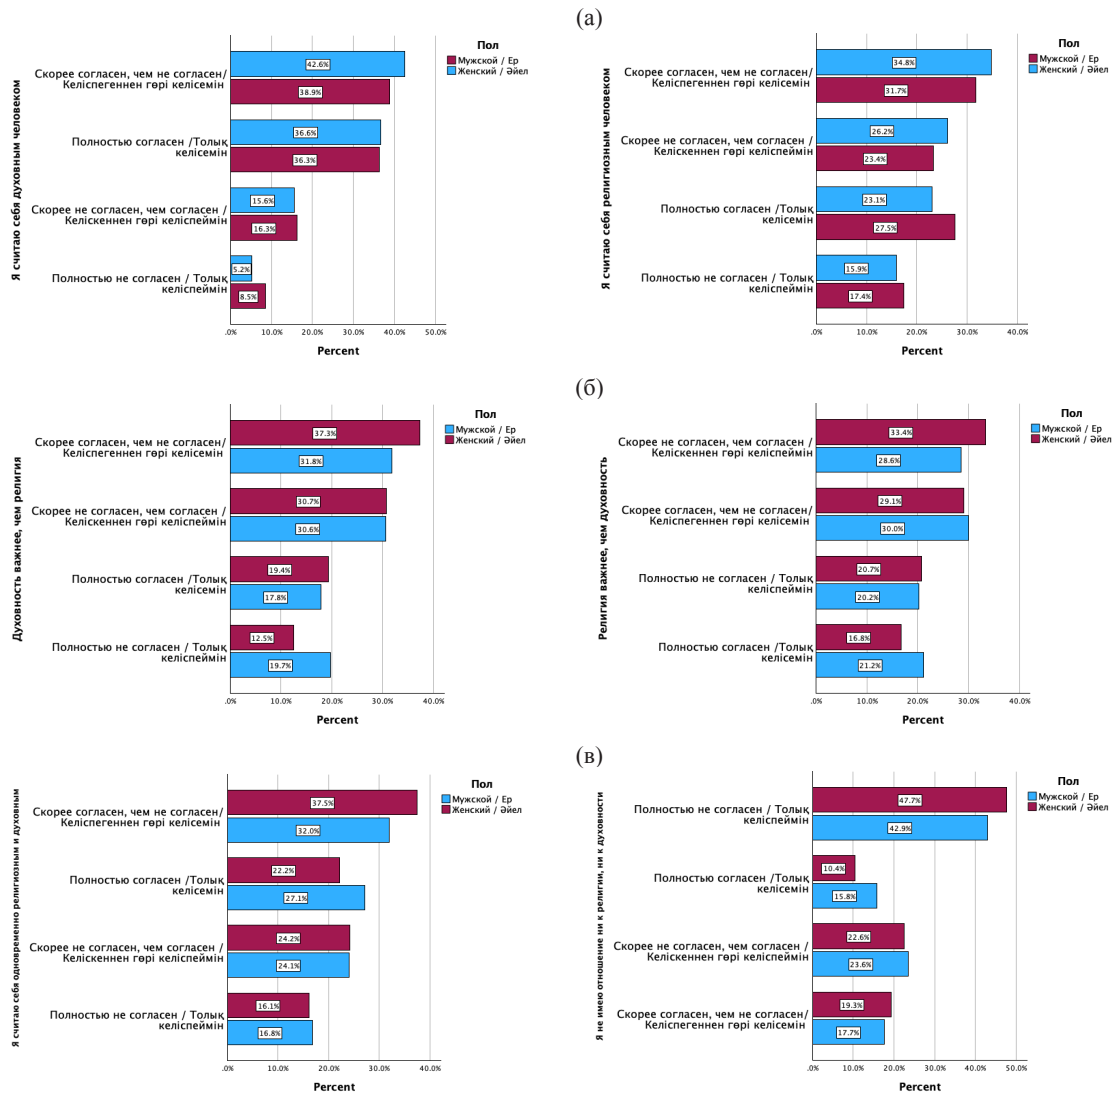 (а)
Я считаю себя духовным человеком
Пол
Мужской / Ер
Женский / Әйел
Скорее согласен, чем не согласен/
Келіспегеннен гөрі келісемін
42.6%
38.9%
Полностью согласен /Толық
келісемін
36.6%
36.3%
Скорее не согласен, чем согласен /
Келіскеннен гөрі келіспеймін
15.6%
16.3%
Полностью не согласен / Толық
келіспеймін
5.2%
8.5%
.0% 10.0% 20.0% 30.0% 40.0% 50.0%
Percent
Я считаю себя религиозным человеком
Пол
Мужской / Ер
Женский / Әйел
Скорее согласен, чем не согласен/
Келіспегеннен гөрі келісемін
34.8%
31.7%
Скорее не согласен, чем согласен /
Келіскеннен гөрі келіспеймін
26.2%
23.4%
Полностью согласен /Толық
келісемін
23.1%
27.5%
Полностью не согласен / Толық
келіспеймін
15.9%
17.4%
.0% 10.0% 20.0% 30.0% 40.0%
Percent
(б)
Духовность важнее, чем религия
Пол
Мужской / Ер
Женский / Әйел
Скорее согласен, чем не согласен/
Келіспегеннен гөрі келісемін
37.3%
31.8%
Скорее не согласен, чем согласен /
Келіскеннен гөрі келіспеймін
30.7%
30.6%
Полностью согласен /Толық
келісемін
19.4%
17.8%
Полностью не согласен / Толық
келіспеймін
12.5%
19.7%
.0% 10.0% 20.0% 30.0% 40.0%
Percent
Религия важнее, чем духовность
Пол
Мужской / Ер
Женский / Әйел
Скорее не согласен, чем согласен /
Келіскеннен гөрі келіспеймін
33.4%
28.6%
Скорее согласен, чем не согласен/
Келіспегеннен гөрі келісемін
29.1%
30.0%
Полностью не согласен / Толық
келіспеймін
20.7%
20.2%
Полностью согласен /Толық
келісемін
16.8%
21.2%
.0% 10.0% 20.0% 30.0% 40.0%
Percent
(в)
Я считаю себя одновременно религиозным и духовным
Пол
Мужской / Ер
Женский / Әйел
Скорее согласен, чем не согласен/
Келіспегеннен гөрі келісемін
37.5%
32.0%
Полностью согласен /Толық
келісемін
22.2%
27.1%
Скорее не согласен, чем согласен /
Келіскеннен гөрі келіспеймін
24.2%
24.1%
Полностью не согласен / Толық
келіспеймін
16.1%
16.8%
.0% 10.0% 20.0% 30.0% 40.0%
Percent
Я не имею отношение ни к религии, ни к духовности
Пол
Мужской / Ер
Женский / Әйел
Полностью не согласен / Толық
келіспеймін
47.7%
42.9%
Полностью согласен /Толық
келісемін
10.4%
15.8%
Скорее не согласен, чем согласен /
Келіскеннен гөрі келіспеймін
22.6%
23.6%
Скорее согласен, чем не согласен/
Келіспегеннен гөрі келісемін
19.3%
17.7%
.0% 10.0% 20.0% 30.0% 40.0% 50.0%
Percent